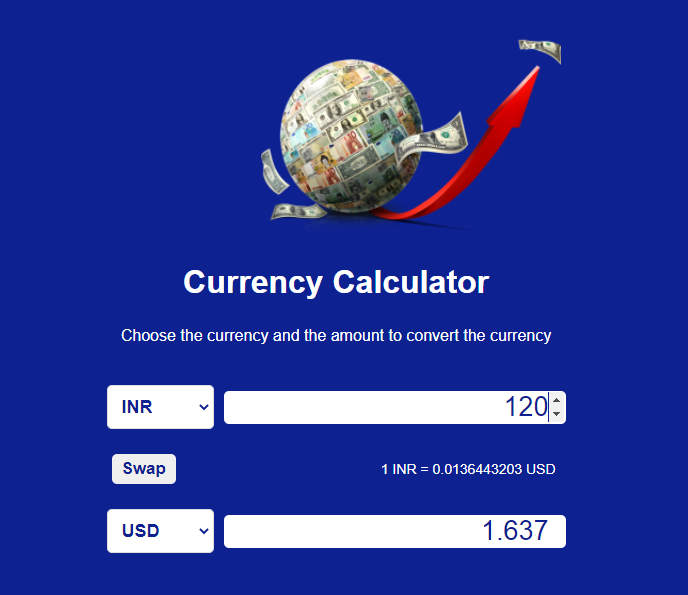 Currency Calculator
Choose the currency and the amount to convert the currency
INR 120
Swap 1 INR = 0.0136443203 USD
USD 1.637